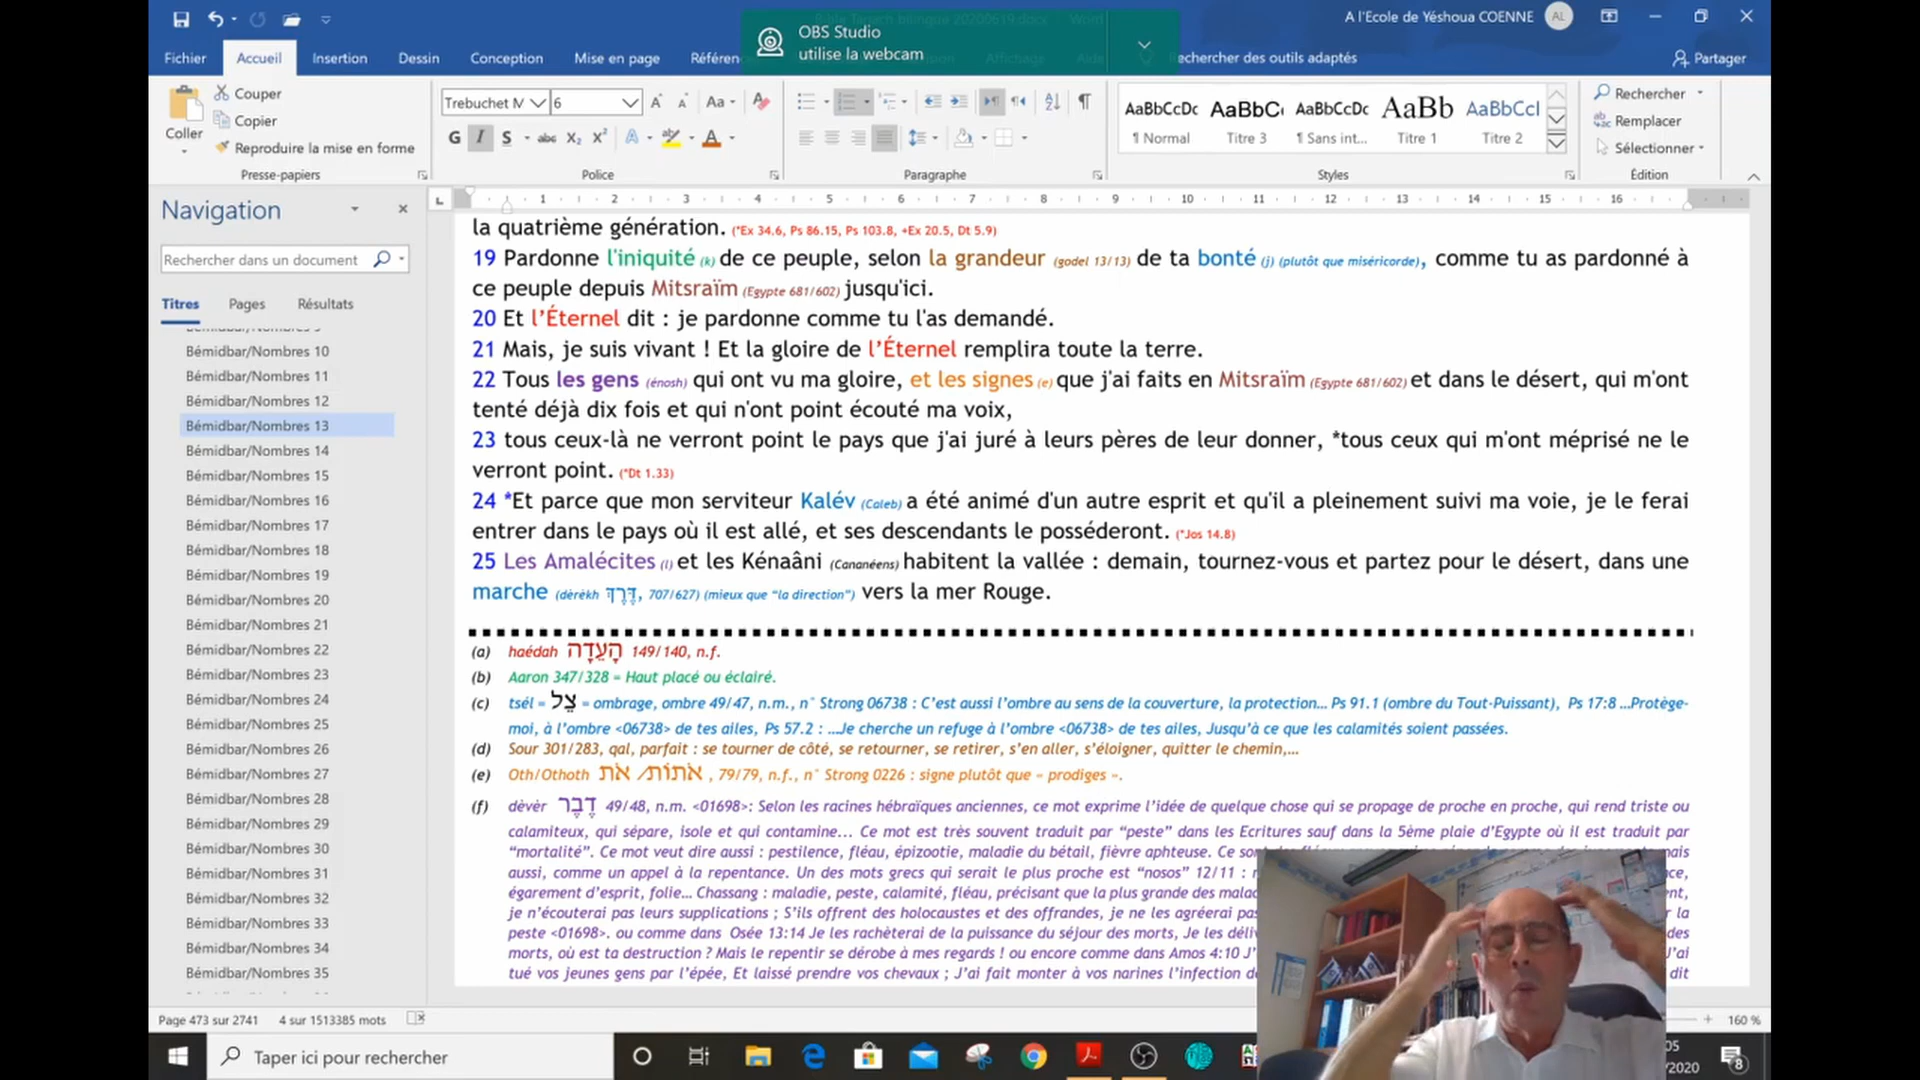 A l'Ecole de Yéshoua COENNE AL
OBS Studio
utilise la webcam
Fichier Accueil Insertion Dessin Conception Mise en page Référen Rechercher des outils adaptés Partager
Coller
Couper
Copier
Reproduire la mise en forme
Presse-papiers
Trebuchet M 6
Police
Paragraphe
AaBbCcDc AaBbC AaBbCcDc AaBb AaBbCcI
¶ Normal Titre 3 ¶ Sans int... Titre 1 Titre 2
Styles
Rechercher
Remplacer
Sélectionner
Édition
Navigation
Rechercher dans un document
Titres Pages Résultats
Bémidbar/Nombres 10
Bémidbar/Nombres 11
Bémidbar/Nombres 12
Bémidbar/Nombres 13
Bémidbar/Nombres 14
Bémidbar/Nombres 15
Bémidbar/Nombres 16
Bémidbar/Nombres 17
Bémidbar/Nombres 18
Bémidbar/Nombres 19
Bémidbar/Nombres 20
Bémidbar/Nombres 21
Bémidbar/Nombres 22
Bémidbar/Nombres 23
Bémidbar/Nombres 24
Bémidbar/Nombres 25
Bémidbar/Nombres 26
Bémidbar/Nombres 27
Bémidbar/Nombres 28
Bémidbar/Nombres 29
Bémidbar/Nombres 30
Bémidbar/Nombres 31
Bémidbar/Nombres 32
Bémidbar/Nombres 33
Bémidbar/Nombres 34
Bémidbar/Nombres 35
1 2 3 4 5 6 7 8 9 10 11 12 13 14 15 16
la quatrième génération. (*Ex 34.6, Ps 86.15, Ps 103.8, +Ex 20.5, Dt 5.9)
19 Pardonne l'iniquité (k) de ce peuple, selon la grandeur (godel 13/13) de ta bonté (j) (plutôt que miséricorde), comme tu as pardonné à
ce peuple depuis Mitsraïm (Egypte 681/602) jusqu'ici.
20 Et l’Éternel dit : je pardonne comme tu l'as demandé.
21 Mais, je suis vivant ! Et la gloire de l’Éternel remplira toute la terre.
22 Tous les gens (énosh) qui ont vu ma gloire, et les signes (e) que j'ai faits en Mitsraïm (Egypte 681/602) et dans le désert, qui m'ont
tenté déjà dix fois et qui n'ont point écouté ma voix,
23 tous ceux-là ne verront point le pays que j'ai juré à leurs pères de leur donner, *tous ceux qui m'ont méprisé ne le
verront point. (*Dt 1.33)
24 *Et parce que mon serviteur Kalév (Caleb) a été animé d'un autre esprit et qu'il a pleinement suivi ma voie, je le ferai
entrer dans le pays où il est allé, et ses descendants le posséderont. (*Jos 14.8)
25 Les Amalécites (l) et les Kénaâni (Cananéens) habitent la vallée : demain, tournez-vous et partez pour le désert, dans une
marche (dèrèkh דֶּרֶךְ, 707/627) (mieux que “la direction”) vers la mer Rouge.
(a) haédah הָעֵדָה 149/140, n.f.
(b) Aaron 347/328 = Haut placé ou éclairé.
(c) tsél = צֵל = ombrage, ombre 49/47, n.m., n° Strong 06738 : C’est aussi l’ombre au sens de la couverture, la protection… Ps 91.1 (ombre du Tout-Puissant), Ps 17:8 …Protège-
moi, à l’ombre <06738> de tes ailes, Ps 57.2 : …Je cherche un refuge à l’ombre <06738> de tes ailes, Jusqu’à ce que les calamités soient passées.
(d) Sour 301/283, qal, parfait : se tourner de côté, se retourner, se retirer, s’en aller, s’éloigner, quitter le chemin,…
(e) Oth/Othoth אֹתוֹת/ אֹת , 79/79, n.f., n° Strong 0226 : signe plutôt que « prodiges ».
(f) dèvèr דֶּבֶר 49/48, n.m. <01698>: Selon les racines hébraïques anciennes, ce mot exprime l’idée de quelque chose qui se propage de proche en proche, qui rend triste ou
calamiteux, qui sépare, isole et qui contamine... Ce mot est très souvent traduit par “peste” dans les Ecritures sauf dans la 5ème plaie d’Egypte où il est traduit par
“mortalité”. Ce mot veut dire aussi : pestilence, fléau, épizootie, maladie du bétail, fièvre aphteuse. Ce
aussi, comme un appel à la repentance. Un des mots grecs qui serait le plus proche est “nosos” 12/11 :
égarement d’esprit, folie… Chassang : maladie, peste, calamité, fléau, précisant que la plus grande des
je n’écouterai pas leurs supplications ; S’ils offrent des holocaustes et des offrandes, je ne les agréerai
peste <01698>. ou comme dans Osée 13:14 Je les rachèterai de la puissance du séjour des morts, Je les des
morts, où est ta destruction ? Mais le repentir se dérobe à mes regards ! ou encore comme dans Amos 4:10
tué vos jeunes gens par l’épée, Et laissé prendre vos chevaux ; J’ai fait monter à vos narines l’infection dit
Page 473 sur 2741 4 sur 1513385 mots 160 %
Taper ici pour rechercher